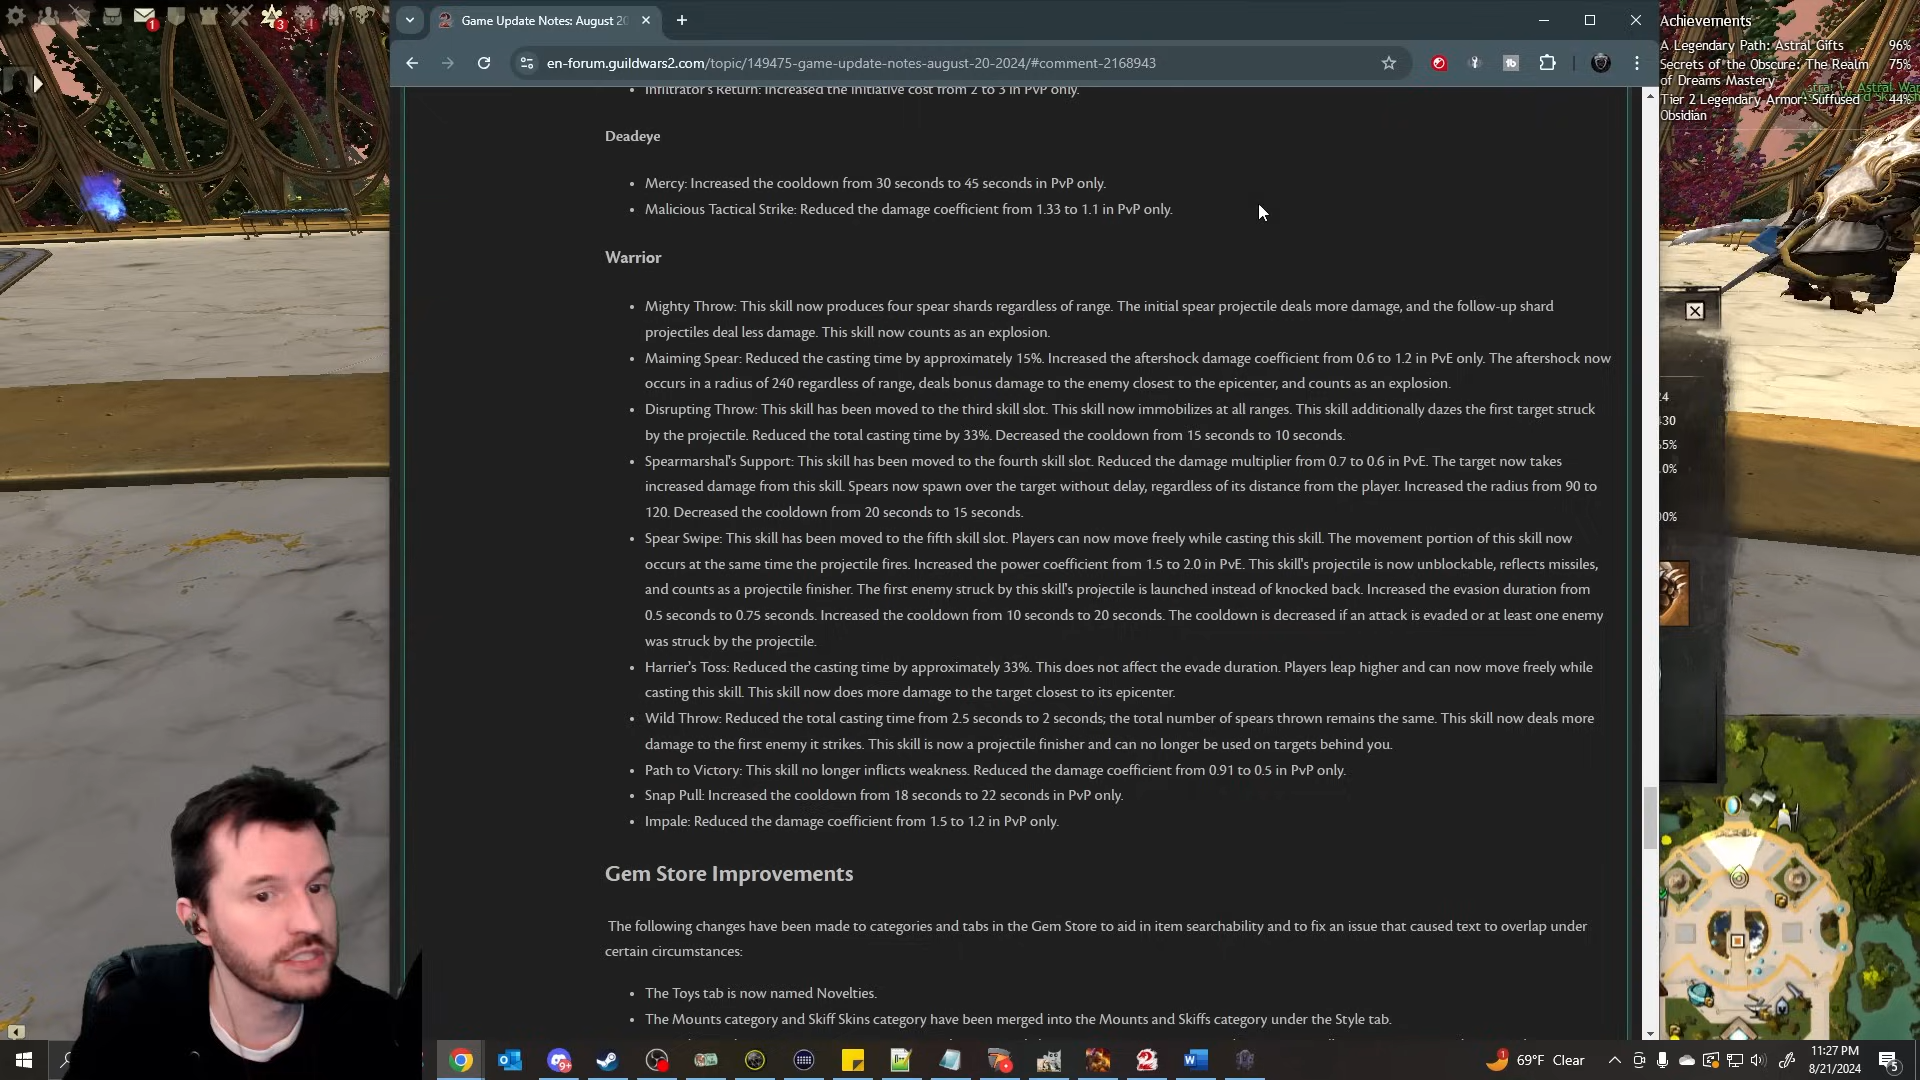 Game Update Notes: August 20
en-forum.guildwars2.com/topic/149475-game-update-notes-august-20-2024/#comment-2168943
Infiltrator's Return: Increased the initiative cost from 2 to 3 in PvP only.
Deadeye
• Mercy: Increased the cooldown from 30 seconds to 45 seconds in PvP only.
• Malicious Tactical Strike: Reduced the damage coefficient from 1.33 to 1.1 in PvP only.
Warrior
• Mighty Throw: This skill now produces four spear shards regardless of range. The initial spear projectile deals more damage, and the follow-up shard
projectiles deal less damage. This skill now counts as an explosion.
• Maiming Spear: Reduced the casting time by approximately 15%. Increased the aftershock damage coefficient from 0.6 to 1.2 in PvE only. The aftershock now
occurs in a radius of 240 regardless of range, deals bonus damage to the enemy closest to the epicenter, and counts as an explosion.
• Disrupting Throw: This skill has been moved to the third skill slot. This skill now immobilizes at all ranges. This skill additionally dazes the first target struck
by the projectile. Reduced the total casting time by 33%. Decreased the cooldown from 15 seconds to 10 seconds.
• Spearmarshal's Support: This skill has been moved to the fourth skill slot. Reduced the damage multiplier from 0.7 to 0.6 in PvE. The target now takes
increased damage from this skill. Spears now spawn over the target without delay, regardless of its distance from the player. Increased the radius from 90 to
120. Decreased the cooldown from 20 seconds to 15 seconds.
• Spear Swipe: This skill has been moved to the fifth skill slot. Players can now move freely while casting this skill. The movement portion of this skill now
occurs at the same time the projectile fires. Increased the power coefficient from 1.5 to 2.0 in PvE. This skill's projectile is now unblockable, reflects missiles,
and counts as a projectile finisher. The first enemy struck by this skill's projectile is launched instead of knocked back. Increased the evasion duration from
0.5 seconds to 0.75 seconds. Increased the cooldown from 10 seconds to 20 seconds. The cooldown is decreased if an attack is evaded or at least one enemy
was struck by the projectile.
• Harrier's Toss: Reduced the casting time by approximately 33%. This does not affect the evade duration. Players leap higher and can now move freely while
casting this skill. This skill now does more damage to the target closest to its epicenter.
• Wild Throw: Reduced the total casting time from 2.5 seconds to 2 seconds; the total number of spears thrown remains the same. This skill now deals more
damage to the first enemy it strikes. This skill is now a projectile finisher and can no longer be used on targets behind you.
• Path to Victory: This skill no longer inflicts weakness. Reduced the damage coefficient from 0.91 to 0.5 in PvP only.
• Snap Pull: Increased the cooldown from 18 seconds to 22 seconds in PvP only.
• Impale: Reduced the damage coefficient from 1.5 to 1.2 in PvP only.
Gem Store Improvements
The following changes have been made to categories and tabs in the Gem Store to aid in item searchability and to fix an issue that caused text to overlap under
certain circumstances:
• The Toys tab is now named Novelties.
• The Mounts category and Skiff Skins category have been merged into the Mounts and Skiffs category under the Style tab.
Achievements
A Legendary Path: Astral Gifts 96%
Secrets of the Obscure: The Realm 75%
of Dreams Mastery
Tier 2 Legendary Armor: Suffused 44%
Obsidian
69°F Clear
11:27 PM
8/21/2024